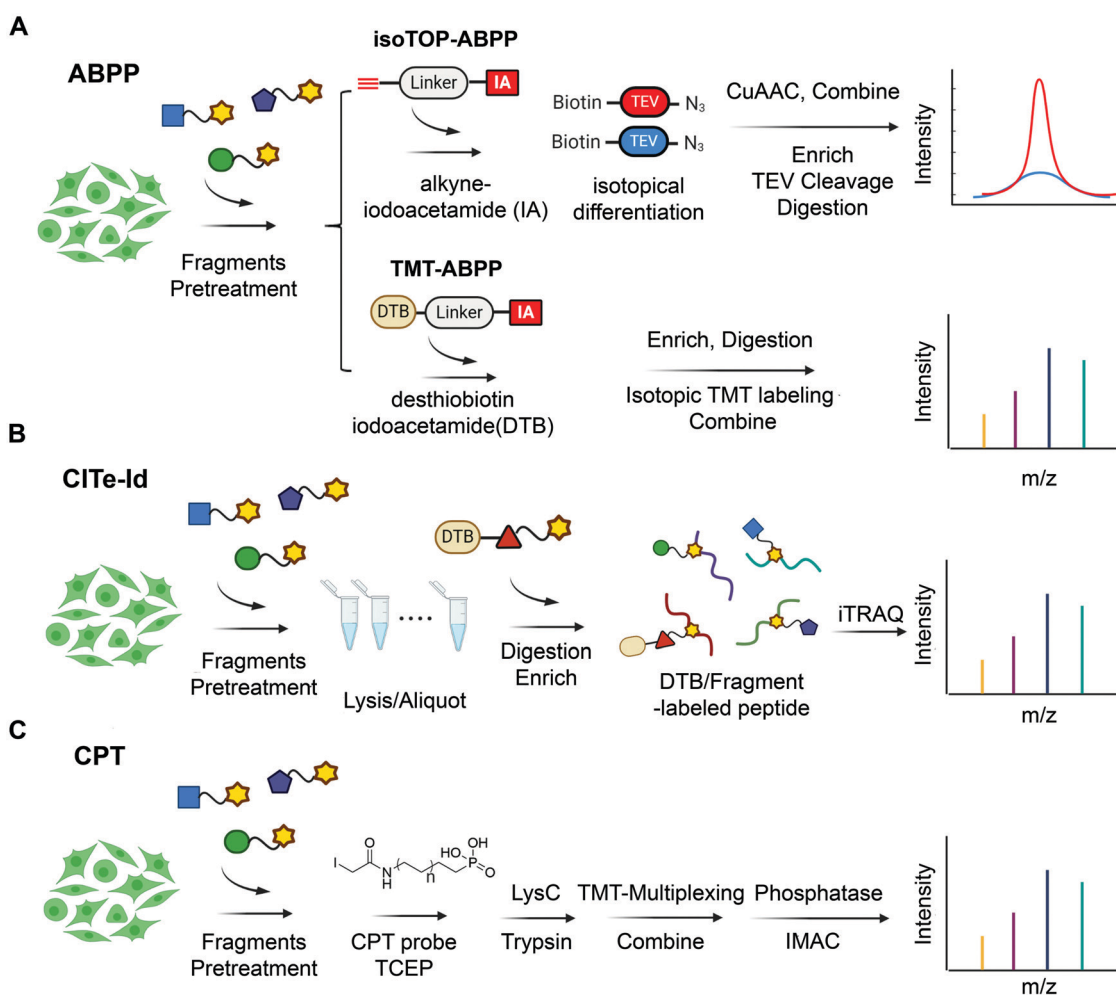 A
ABPP
Fragments
Pretreatment
isoTOP-ABPP
Linker
IA
alkyne-
iodoacetamide (IA)
Biotin
TEV
N3
Biotin
TEV
N3
isotopical
differentiation
CuAAC, Combine
Enrich
TEV Cleavage
Digestion
Intensity
TMT-ABPP
DTB
Linker
IA
desthiobiotin
iodoacetamide(DTB)
Enrich, Digestion
Isotopic TMT labeling
Combine
Intensity
m/z
B
CITe-Id
Fragments
Pretreatment
Lysis/Aliquot
DTB
Digestion
Enrich
DTB/Fragment
-labeled peptide
iTRAQ
Intensity
m/z
C
CPT
Fragments
Pretreatment
I
O
N
H
n
HO
OH
P
O
CPT probe
TCEP
LysC
Trypsin
TMT-Multiplexing
Combine
Phosphatase
IMAC
Intensity
m/z